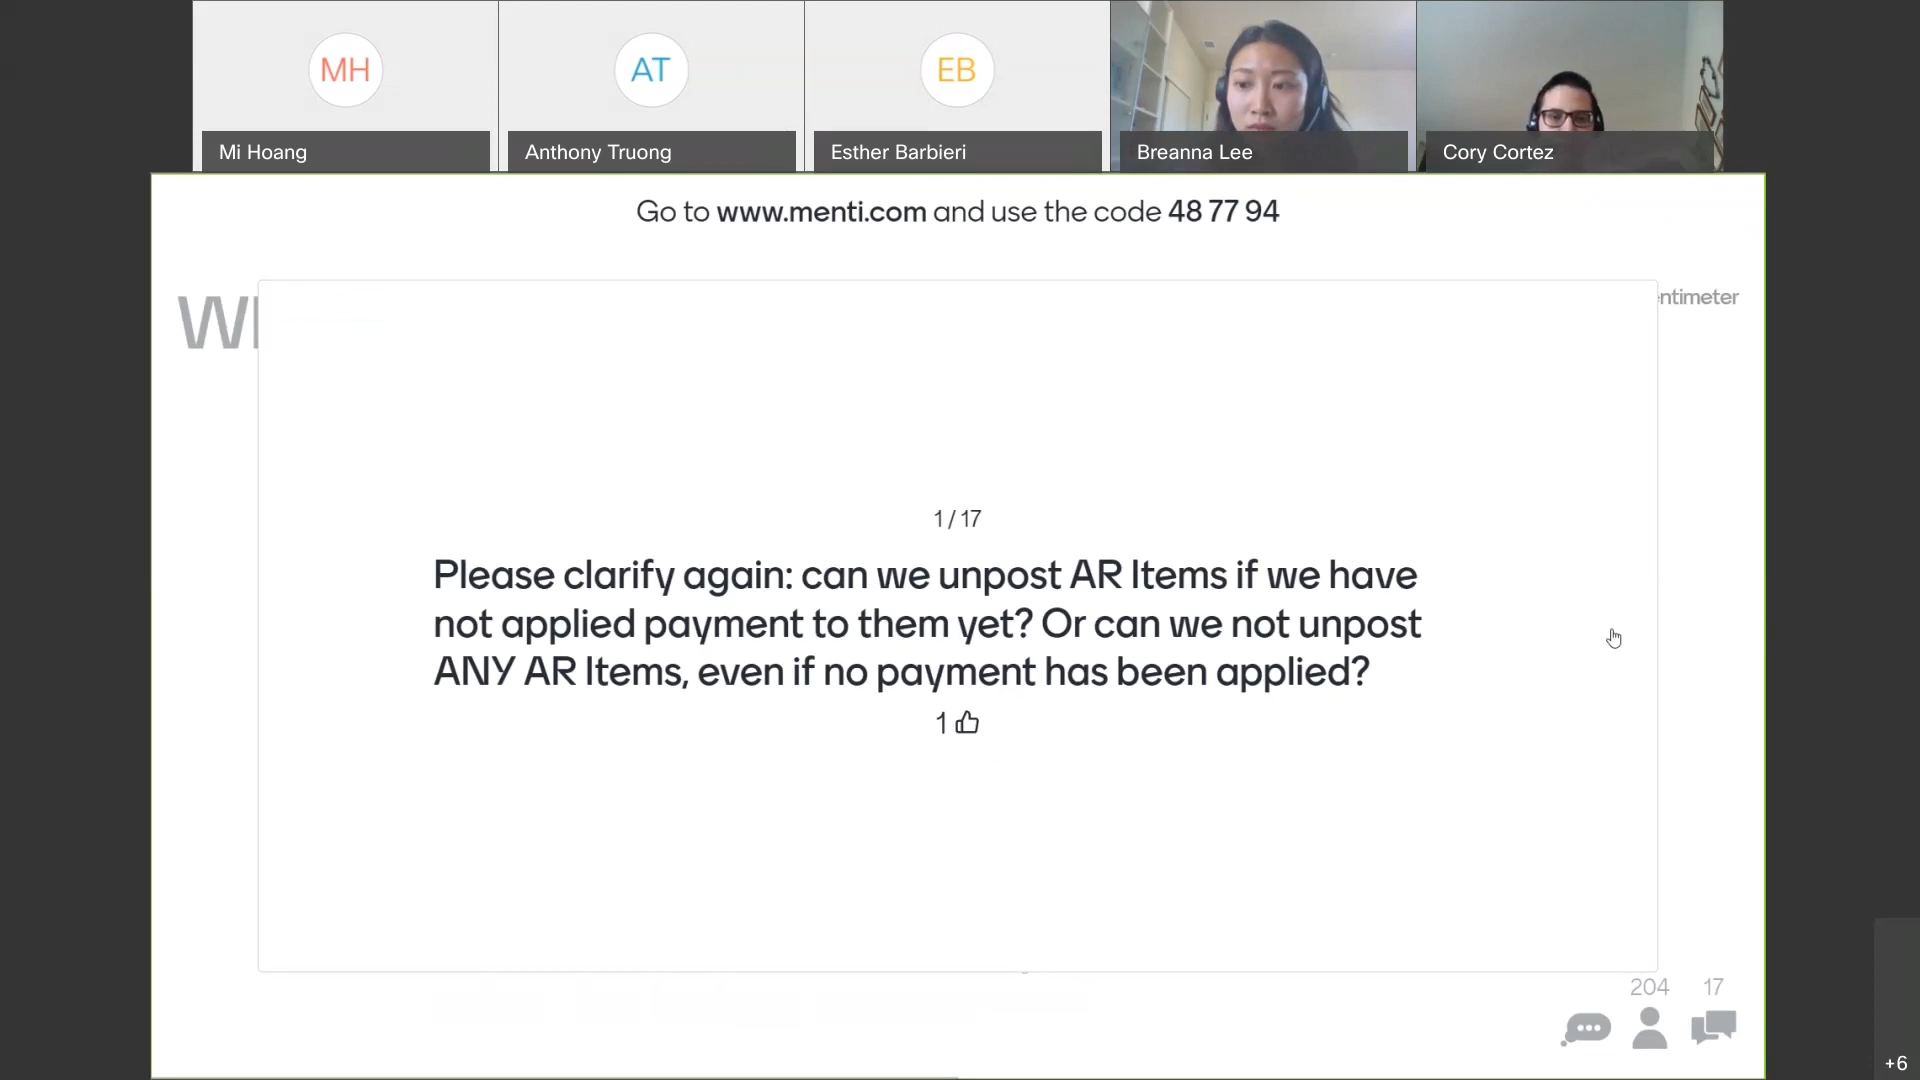 MH
AT
EB
Mi Hoang
Anthony Truong
Esther Barbieri
Breanna Lee
Cory Cortez
Go to www.menti.com and use the code 48 77 94
ntimeter
1 / 17
Please clarify again: can we unpost AR Items if we have
not applied payment to them yet? Or can we not unpost
ANY AR Items, even if no payment has been applied?
1
204 17
+6